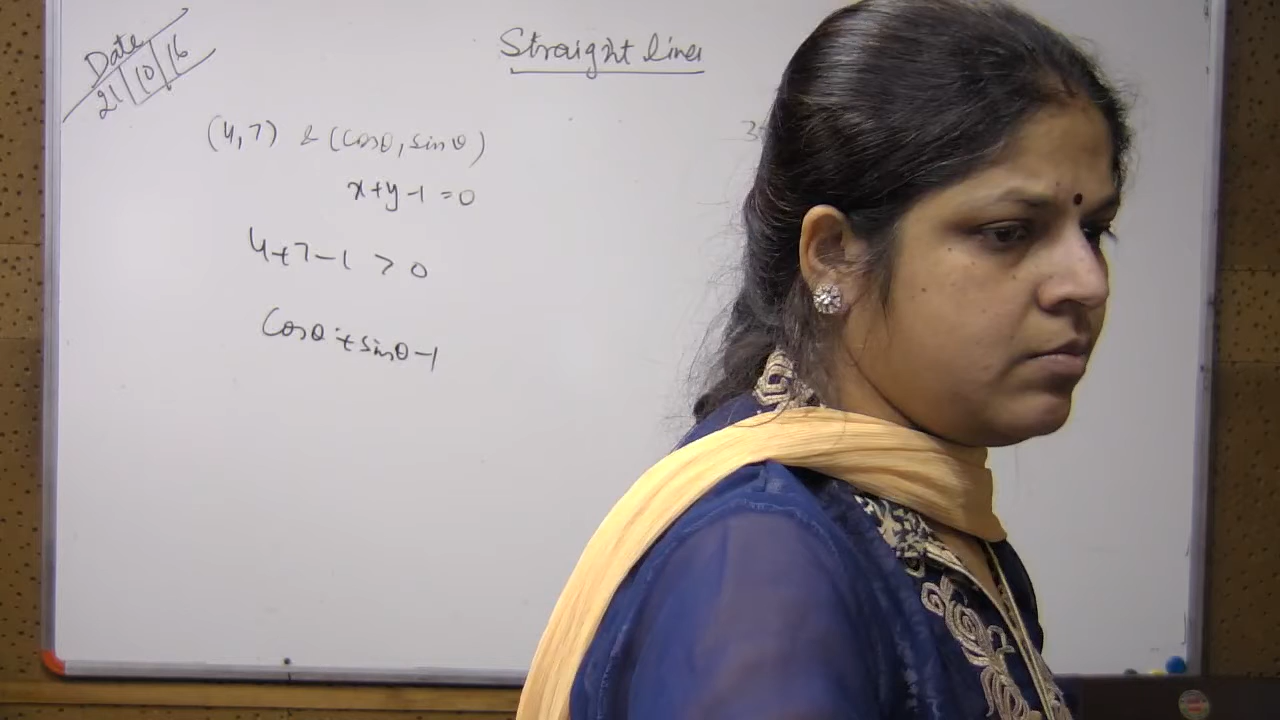 Date
21/10/16
Straight lines
(4,7) & (cosθ, sinθ)
x+y-1=0
4+7-1 > 0
cosθ + sinθ-1